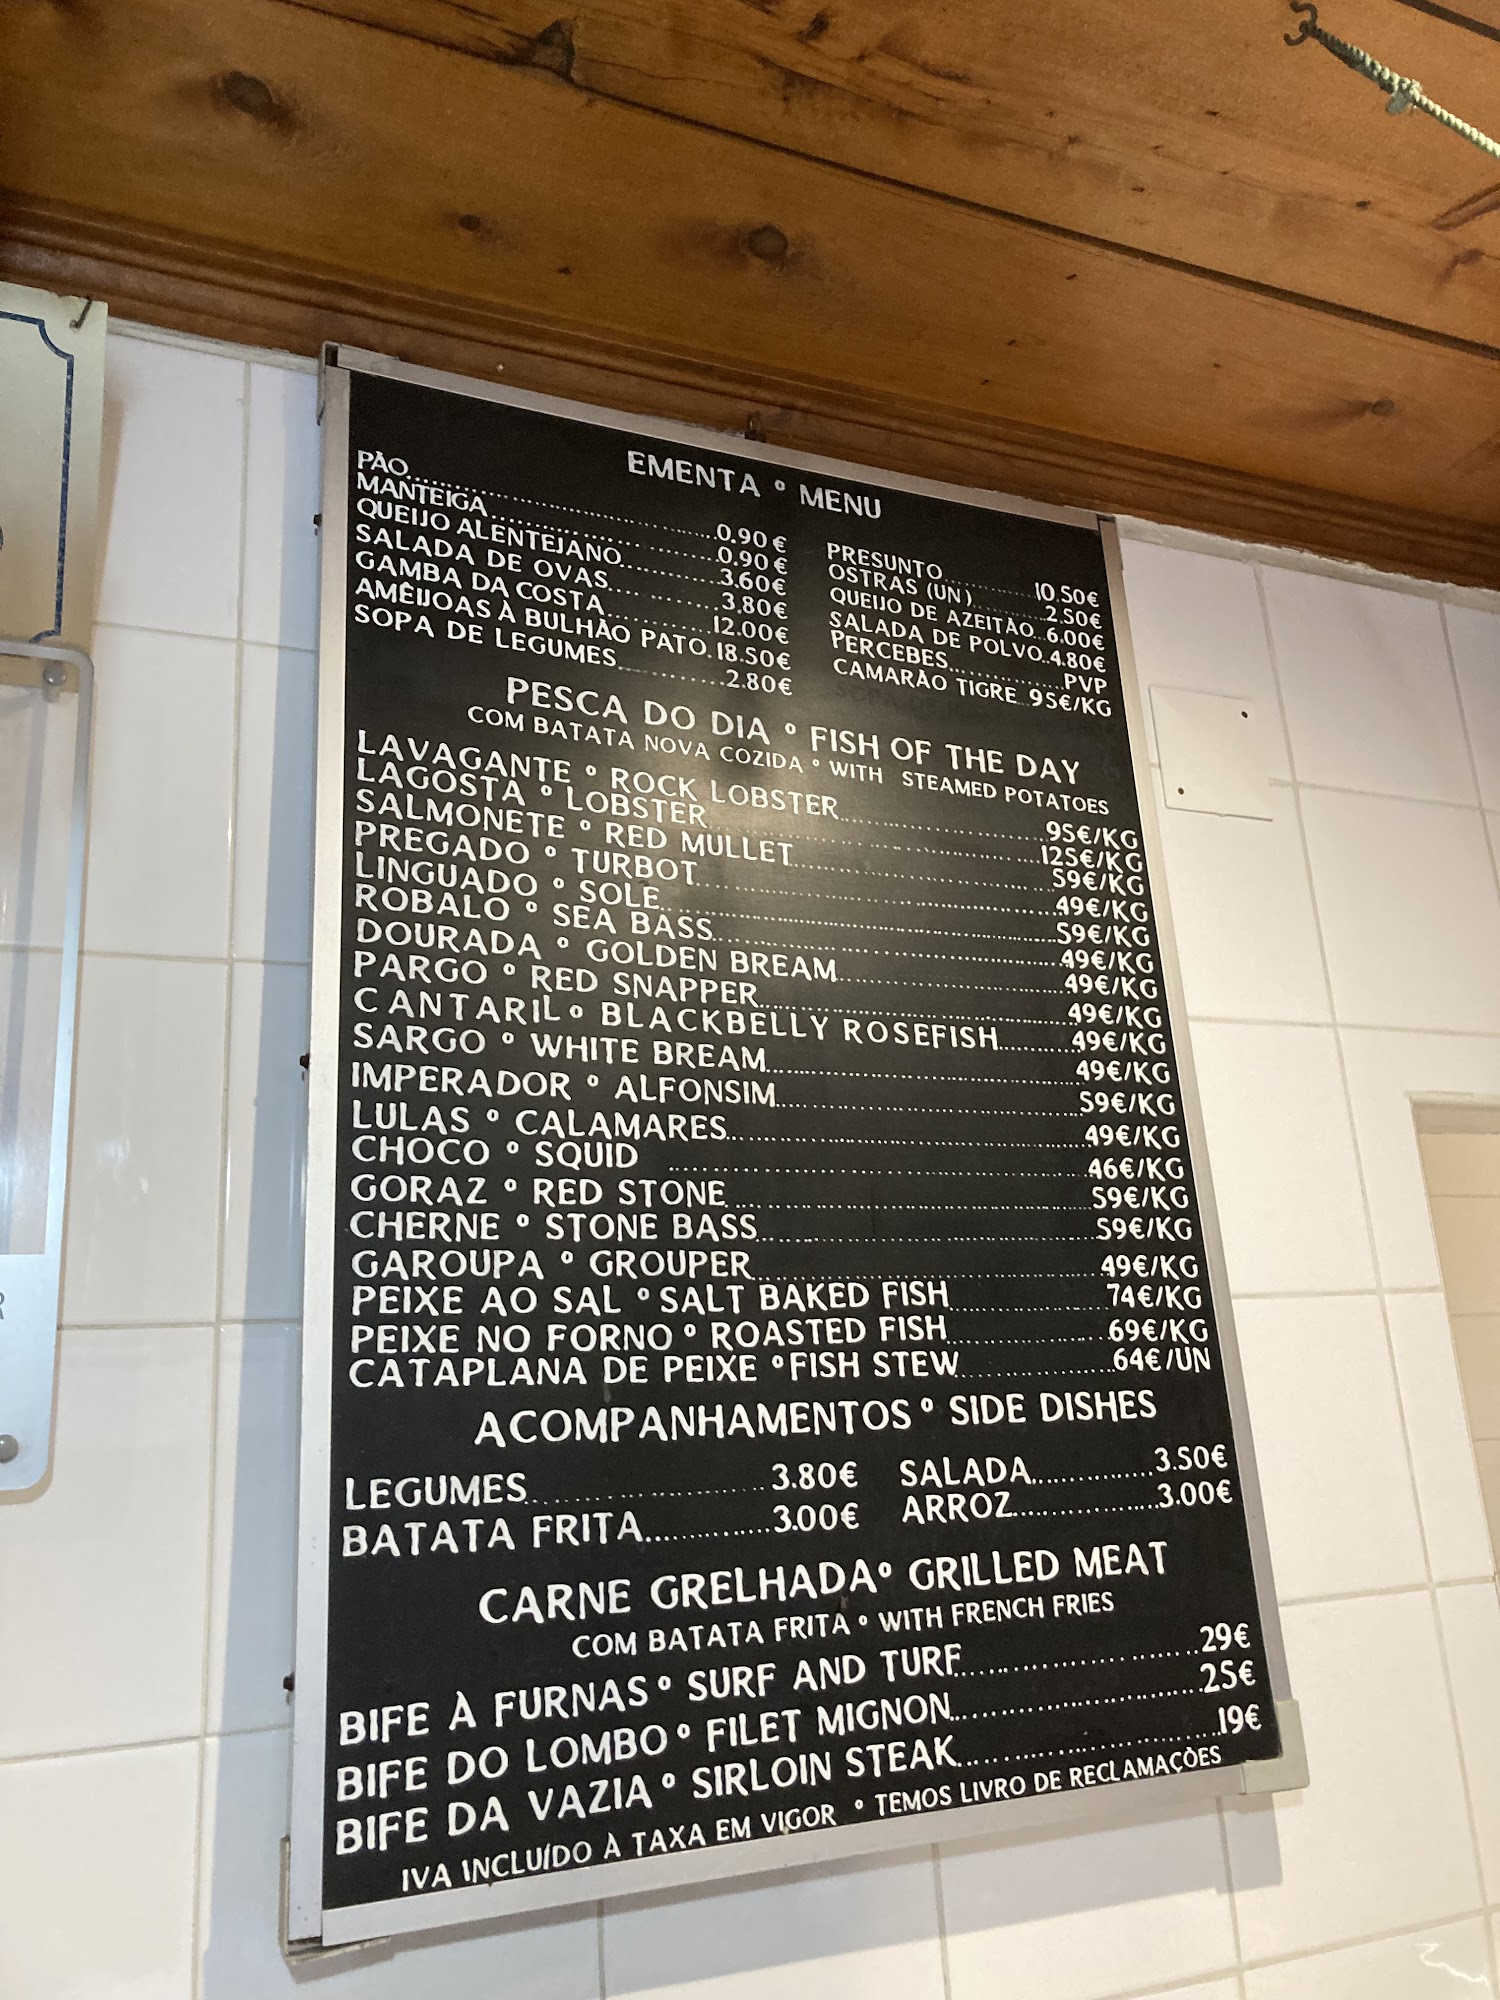 EMENTA ° MENU
PÃO 0.90€
MANTEIGA 0.90€
QUEIJO ALENTEJANO 3.60€
SALADA DE OVAS 3.80€
GAMBA DA COSTA 12.00€
AMÊIJOAS À BULHÃO PATO 18.50€
SOPA DE LEGUMES 2.80€
PRESUNTO 10.50€
OSTRAS (UN) 2.50€
QUEIJO DE AZEITÃO 6.00€
SALADA DE POLVO 4.80€
PERCEBES PVP
CAMARÃO TIGRE 95€/KG
PESCA DO DIA ° FISH OF THE DAY
COM BATATA NOVA COZIDA ° WITH STEAMED POTATOES
LAVAGANTE ° ROCK LOBSTER 95€/KG
LAGOSTA ° LOBSTER 125€/KG
SALMONETE ° RED MULLET 59€/KG
PREGADO ° TURBOT 49€/KG
LINGUADO ° SOLE 59€/KG
ROBALO ° SEA BASS 49€/KG
DOURADA ° GOLDEN BREAM 49€/KG
PARGO ° RED SNAPPER 49€/KG
CANTARIL ° BLACKBELLY ROSEFISH 49€/KG
SARGO ° WHITE BREAM 49€/KG
IMPERADOR ° ALFONSIM 59€/KG
LULAS ° CALAMARES 49€/KG
CHOCO ° SQUID 46€/KG
GORAZ ° RED STONE 59€/KG
CHERNE ° STONE BASS 59€/KG
GAROUPA ° GROUPER 49€/KG
PEIXE AO SAL ° SALT BAKED FISH 74€/KG
PEIXE NO FORNO ° ROASTED FISH 69€/KG
CATAPLANA DE PEIXE ° FISH STEW 64€/UN
ACOMPANHAMENTOS ° SIDE DISHES
LEGUMES 3.80€ SALADA 3.50€
BATATA FRITA 3.00€ ARROZ 3.00€
CARNE GRELHADA ° GRILLED MEAT
COM BATATA FRITA ° WITH FRENCH FRIES
BIFE À FURNAS ° SURF AND TURF 29€
BIFE DO LOMBO ° FILET MIGNON 25€
BIFE DA VAZIA ° SIRLOIN STEAK 19€
IVA INCLUÍDO À TAXA EM VIGOR ° TEMOS LIVRO DE RECLAMAÇÕES